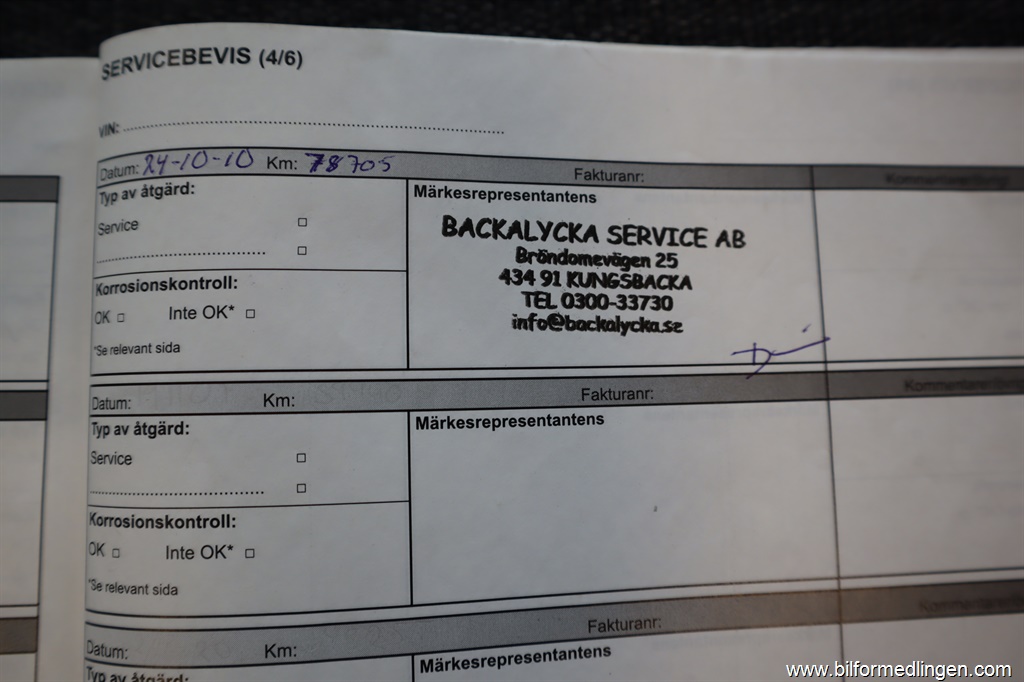 SERVICEBEVIS (4/6)
VIN:
Datum: 24-10-10 Km: 78705 Fakturanr:
Typ av åtgärd:
Service
Korrosionskontroll:
OK Inte OK*
*Se relevant sida
Märkesrepresentantens
BACKALYCKA SERVICE AB
Bröndomevägen 25
434 91 KUNGSBACKA
TEL 0300-33730
info@backalycka.se
Datum: Km: Fakturanr:
Typ av åtgärd:
Service
Korrosionskontroll:
OK Inte OK*
*Se relevant sida
Märkesrepresentantens
Datum: Km: Fakturanr:
Typ av åtgärd:
Märkesrepresentantens
www.bilformedlingen.com